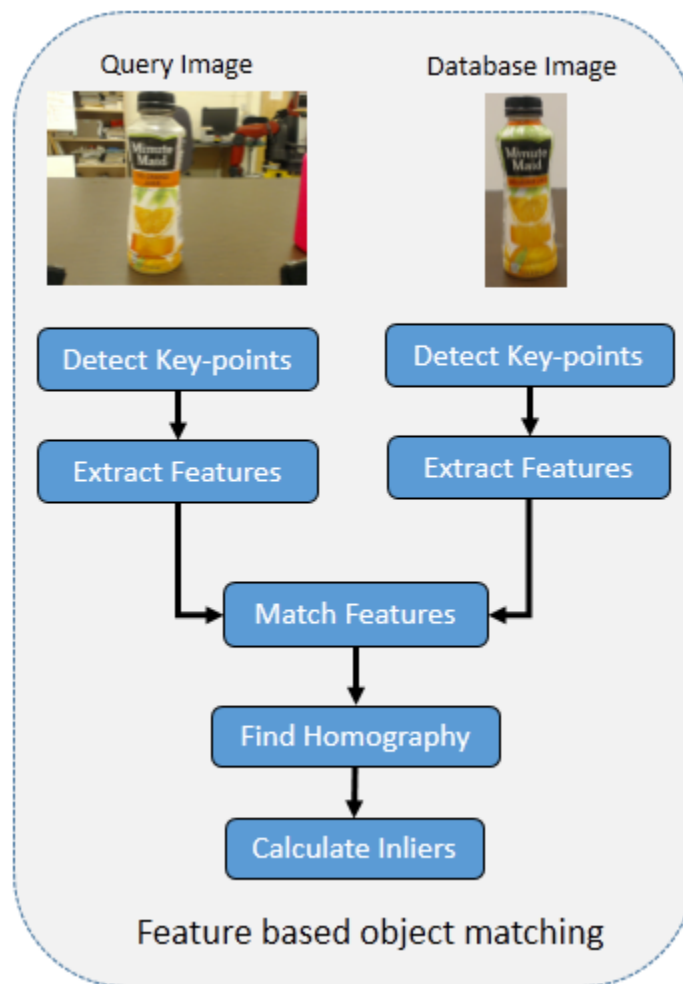 Query Image
Database Image
Minute
Maid
Minute
Maid
Detect Key-points
Detect Key-points
Extract Features
Extract Features
Match Features
Find Homography
Calculate Inliers
Feature based object matching